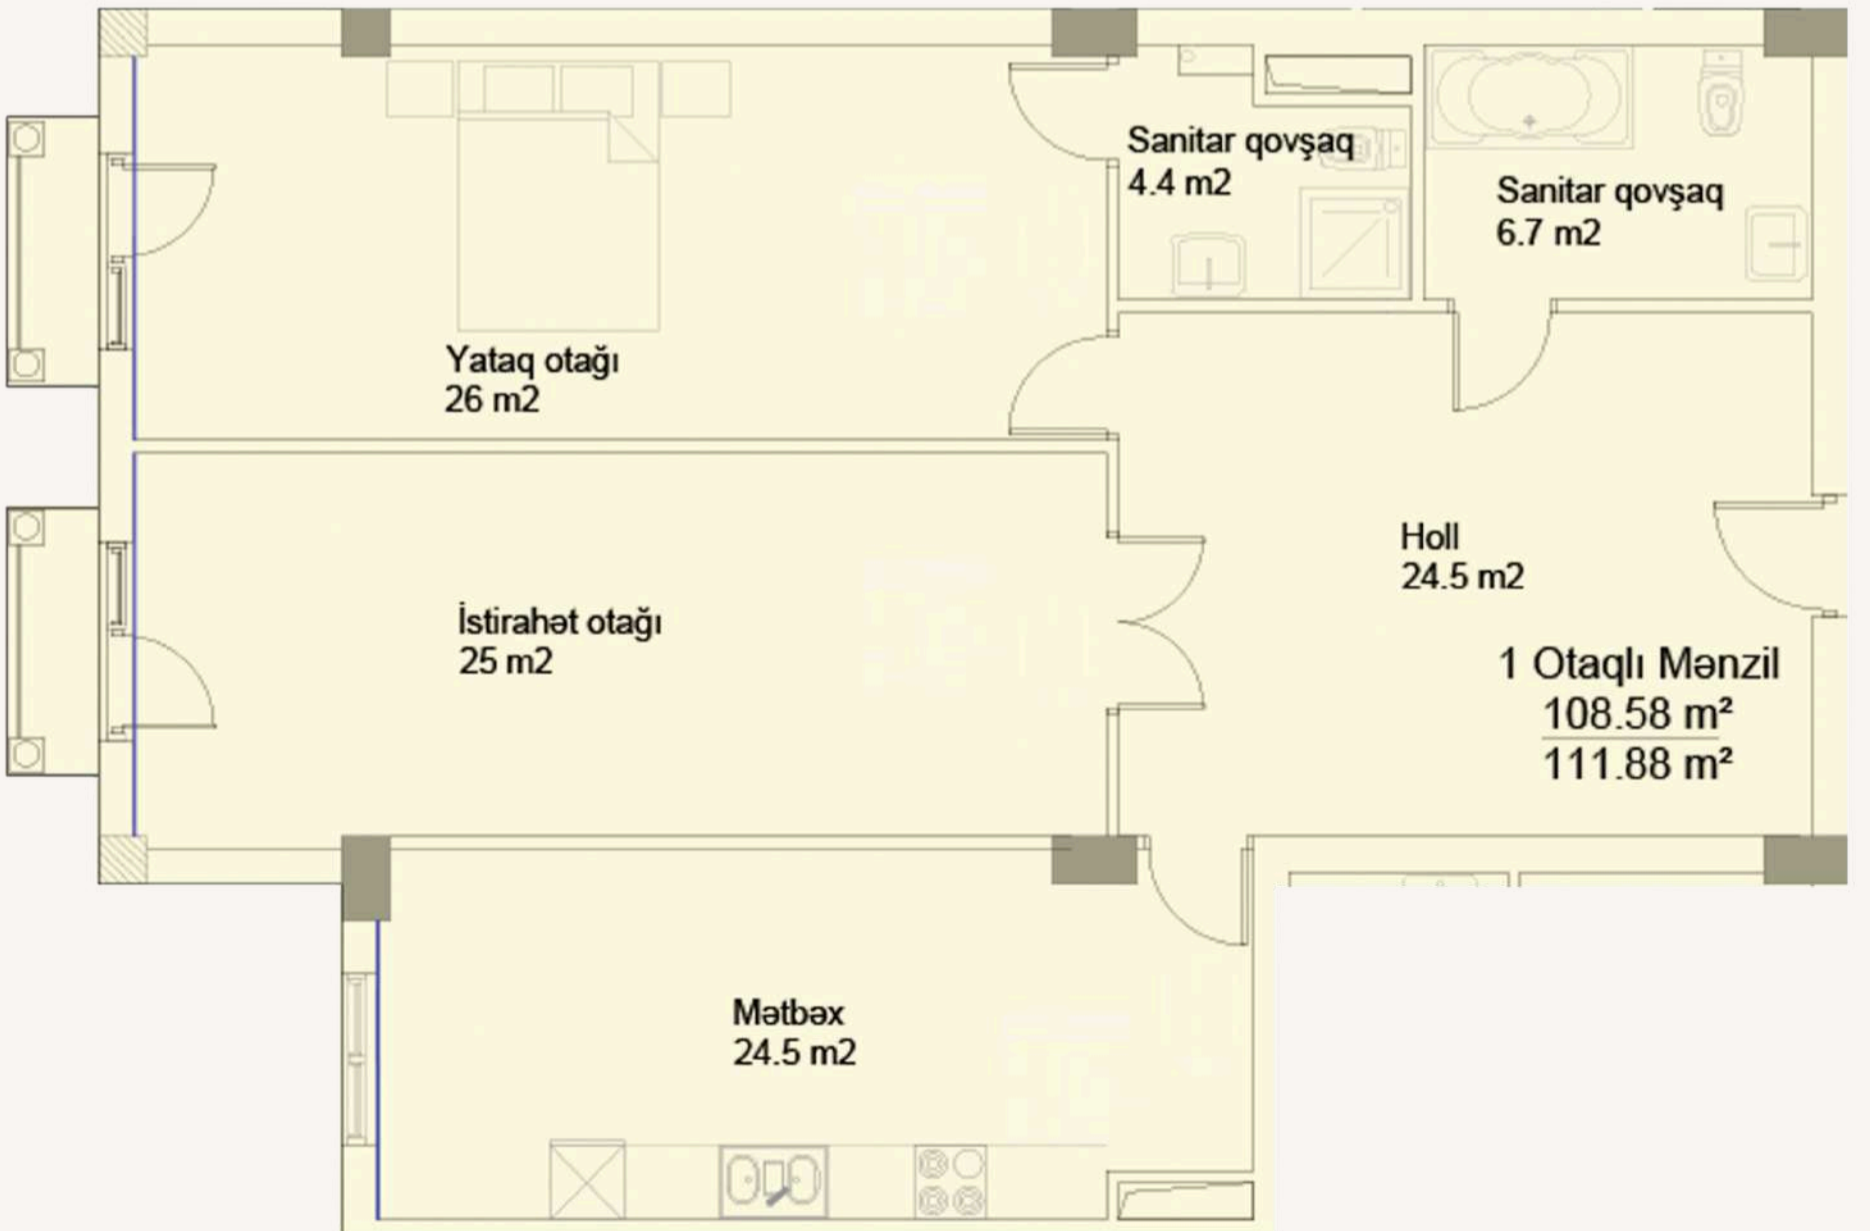 Sanitar qovşaq
4.4 m2
Sanitar qovşaq
6.7 m2
Yataq otağı
26 m2
İstirahət otağı
25 m2
Holl
24.5 m2
1 Otaqlı Mənzil
108.58 m²
111.88 m²
Mətbəx
24.5 m2